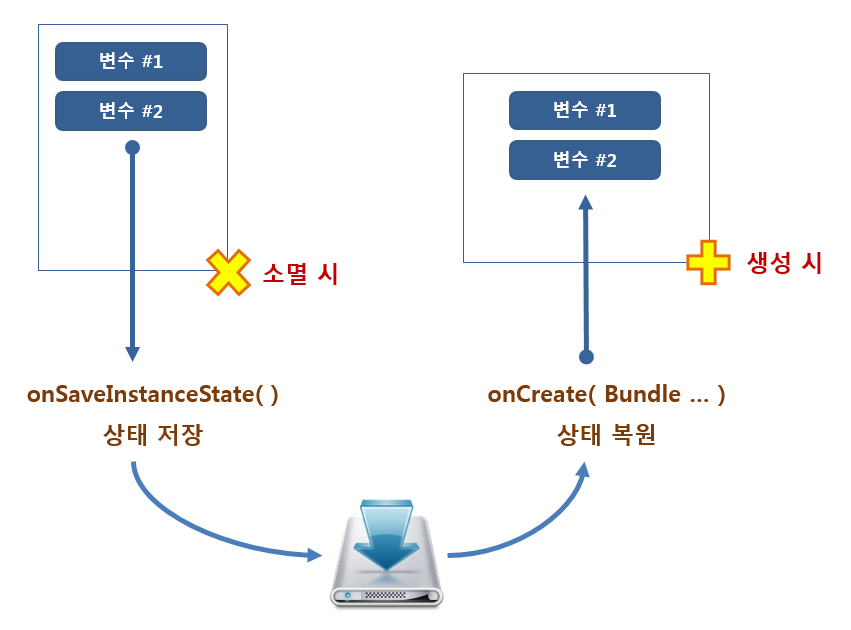 변수 #1
변수 #2
소멸 시
onSaveInstanceState( )
상태 저장
변수 #1
변수 #2
생성 시
onCreate( Bundle ... )
상태 복원